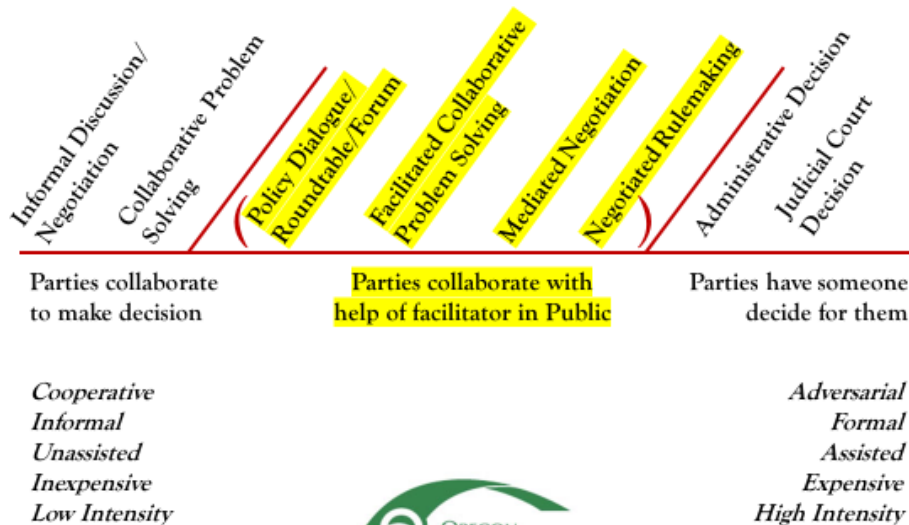 Informal Discussion/
Negotiation
Collaborative Problem
Solving
(Policy Dialogue/
Roundtable/Forum
Facilitated Collaborative
Problem Solving
Mediated Negotiation
Negotiated Rulemaking)
Administrative Decision
Judicial Court
Decision
Parties collaborate
to make decision
Parties collaborate with
help of facilitator in Public
Parties have someone
decide for them
Cooperative
Informal
Unassisted
Inexpensive
Low Intensity
Adversarial
Formal
Assisted
Expensive
High Intensity
OREGON